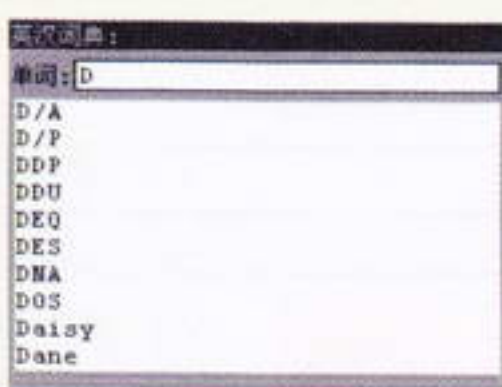 英汉词典:
单词:D
D/A
D/P
DDP
DDU
DEQ
DES
DNA
DOS
Daisy
Dane